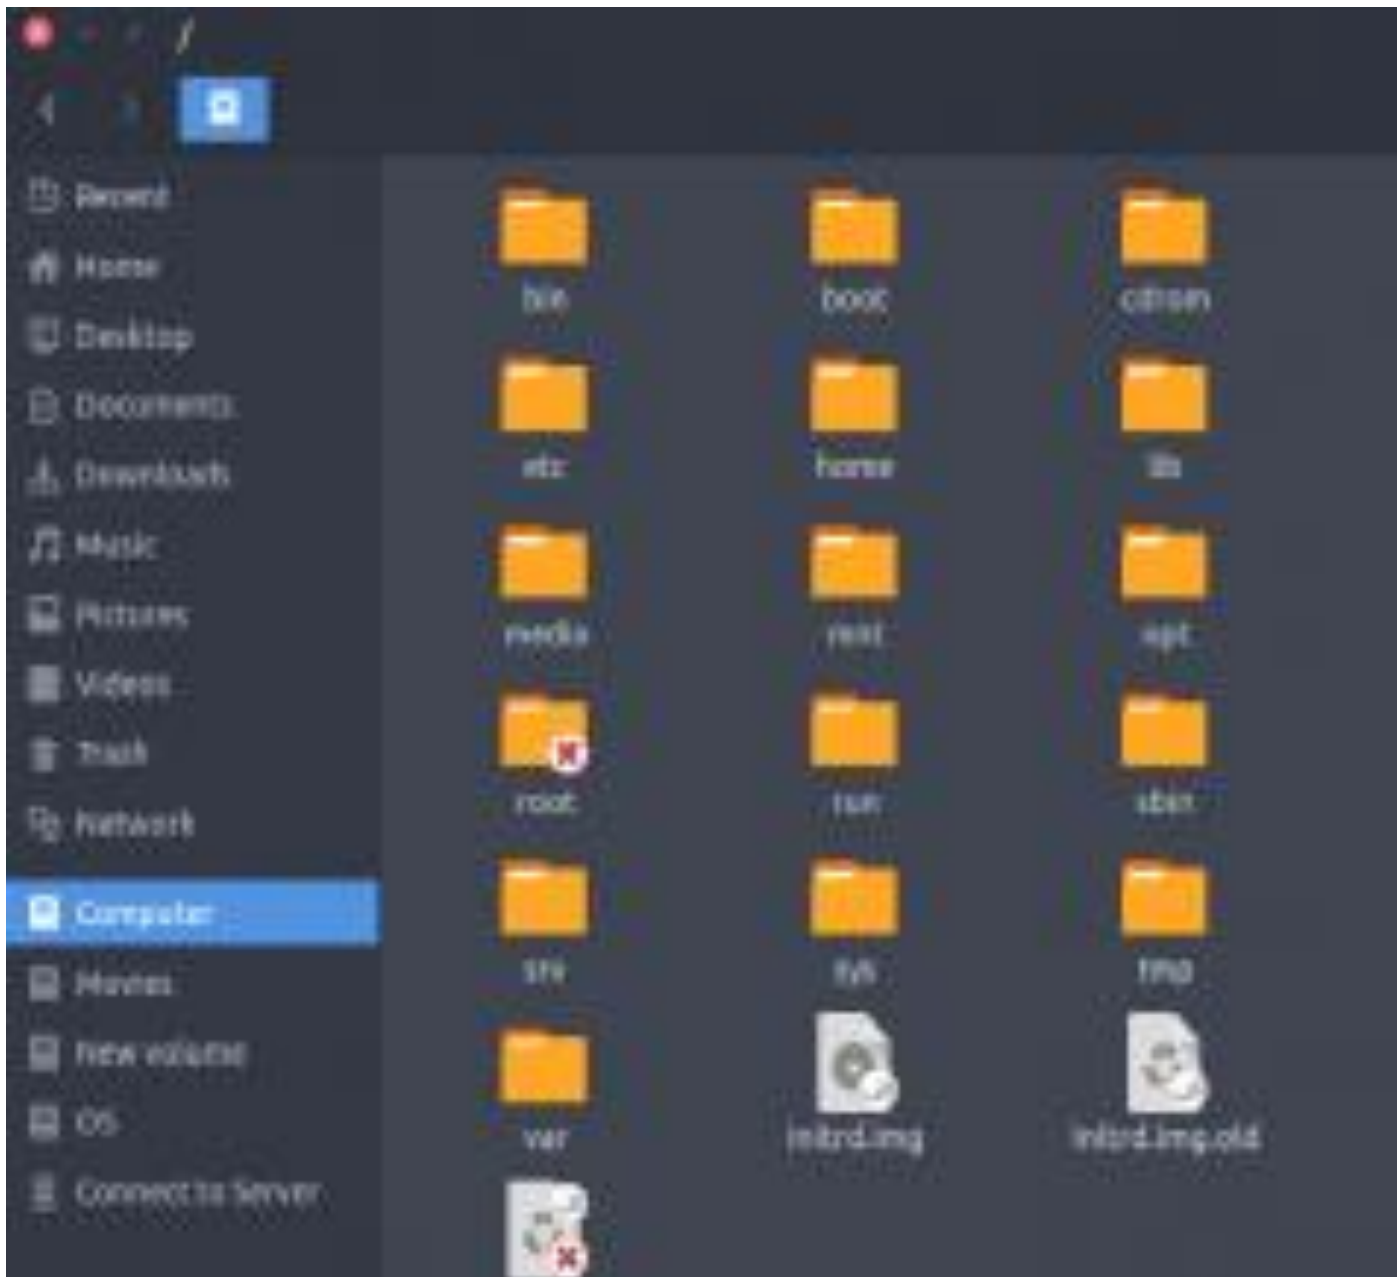 /
Recent
Home
Desktop
Documents
Downloads
Music
Pictures
Videos
Trash
Network
Computer
Movies
New volume
OS
Connect to Server
bin boot cdrom
etc home lib
media mnt opt
root run sbin
srv sys tmp
var initrd.img initrd.img.old